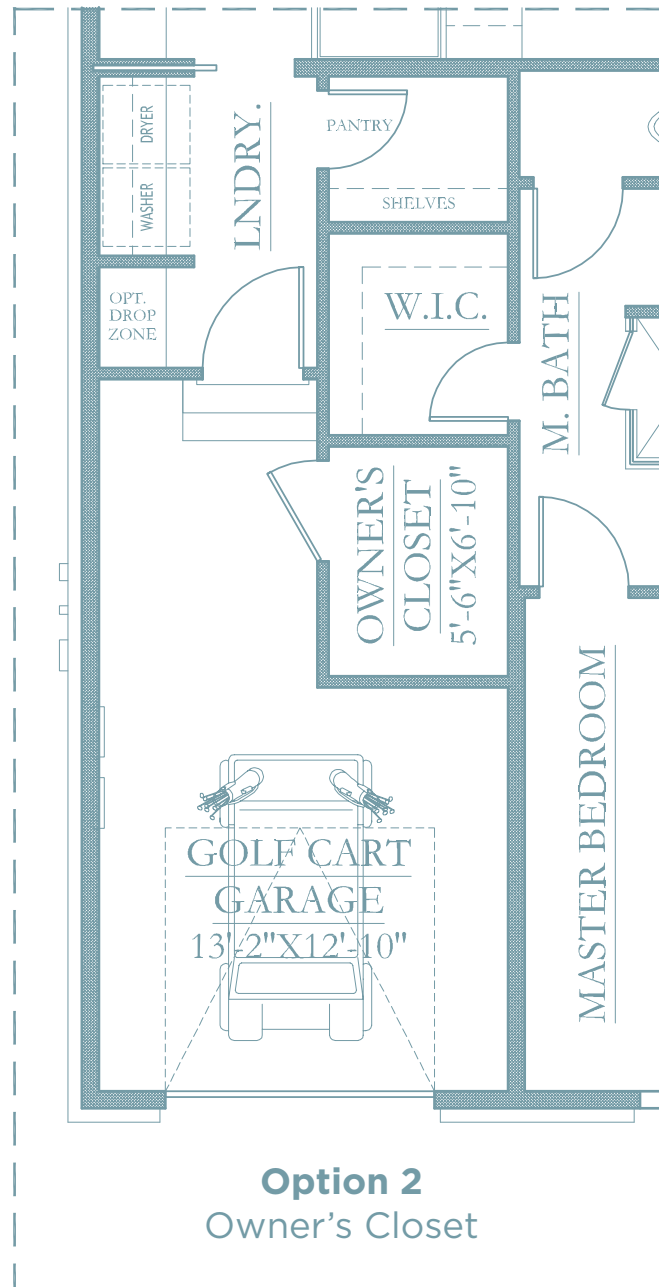 DRYER
WASHER
LNDRY.
PANTRY
SHELVES
OPT.
DROP
ZONE
W.I.C.
M. BATH
OWNER'S
CLOSET
5'-6"X6'-10"
MASTER BEDROOM
GOLF CART
GARAGE
13'-2"X12'-10"
Option 2
Owner’s Closet